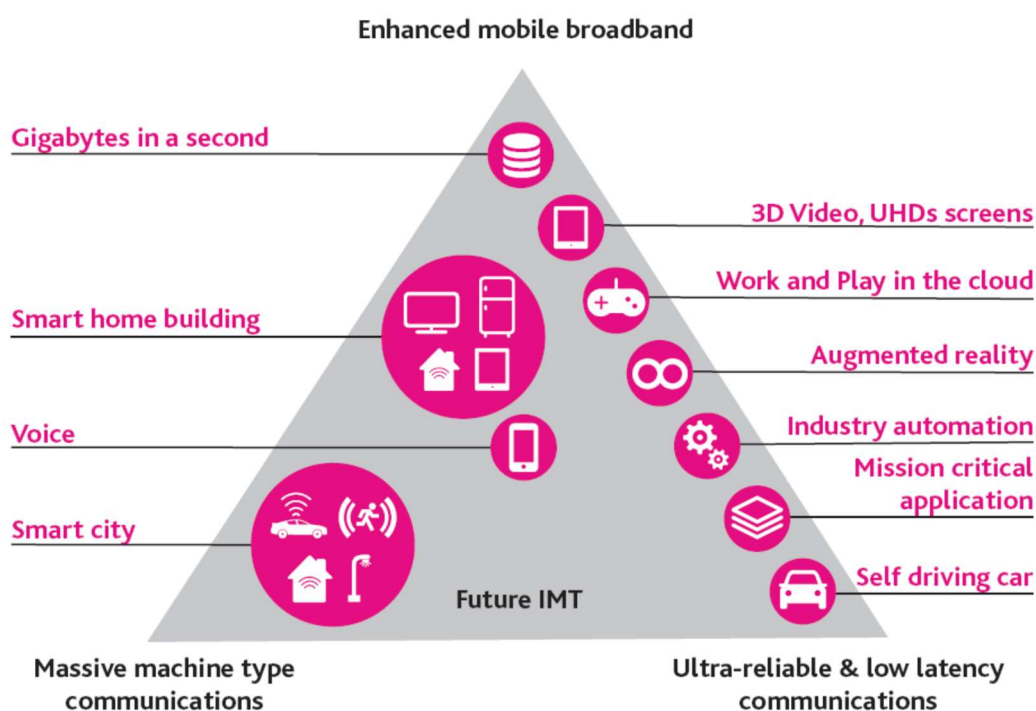 Enhanced mobile broadband
Gigabytes in a second
3D Video, UHDs screens
Work and Play in the cloud
Smart home building
Augmented reality
Voice
Industry automation
Mission critical
application
Smart city
Self driving car
Future IMT
Massive machine type
communications
Ultra-reliable & low latency
communications